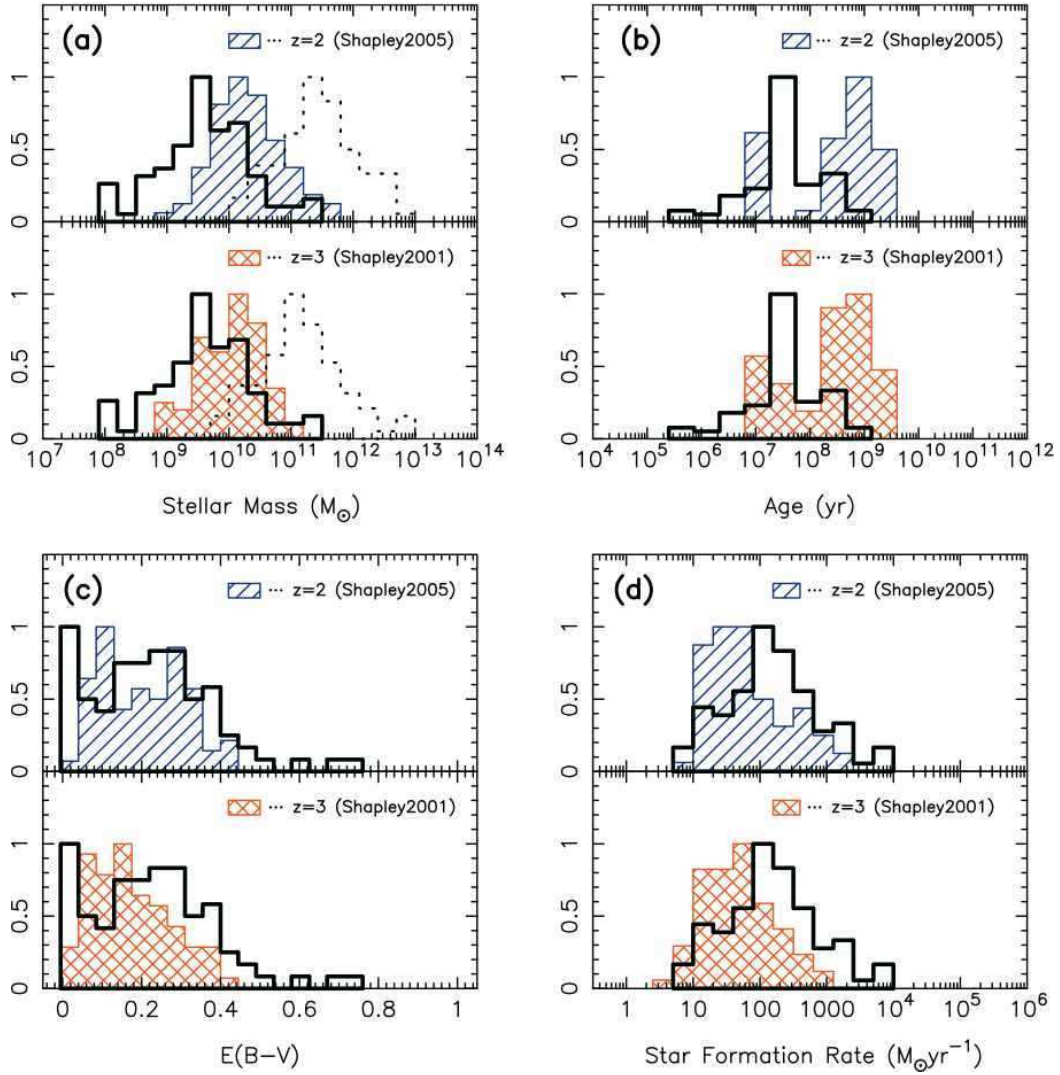 (a)
··· z=2 (Shapley2005)
0 0.5 1
··· z=3 (Shapley2001)
0 0.5 1
10^7 10^8 10^9 10^10 10^11 10^12 10^13 10^14
Stellar Mass (M⊙)
(b)
··· z=2 (Shapley2005)
0 0.5 1
··· z=3 (Shapley2001)
0 0.5 1
10^4 10^5 10^6 10^7 10^8 10^9 10^10 10^11 10^12
Age (yr)
(c)
··· z=2 (Shapley2005)
0 0.5 1
··· z=3 (Shapley2001)
0 0.5 1
0 0.2 0.4 0.6 0.8 1
E(B−V)
(d)
··· z=2 (Shapley2005)
0 0.5 1
··· z=3 (Shapley2001)
0 0.5 1
1 10 100 1000 10^4 10^5 10^6
Star Formation Rate (M⊙yr^−1)